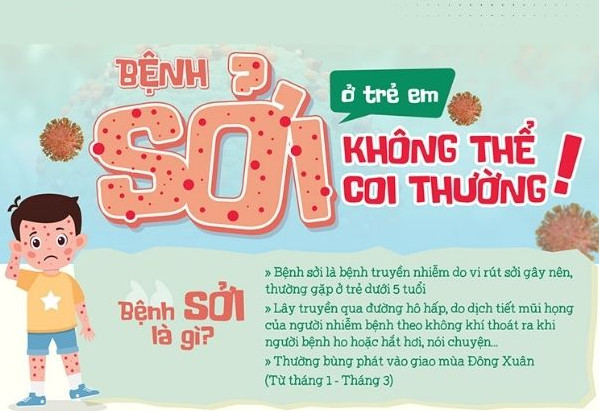 BỆNH
SỞI
ở trẻ em
KHÔNG THỂ
COI THƯỜNG!
Bệnh SỞI
là gì?
» Bệnh sởi là bệnh truyền nhiễm do vi rút sởi gây nên,
thường gặp ở trẻ dưới 5 tuổi
» Lây truyền qua đường hô hấp, do dịch tiết mũi họng
của người nhiễm bệnh theo không khí thoát ra khi
người bệnh ho hoặc hắt hơi, nói chuyện...
» Thường bùng phát vào giao mùa Đông Xuân
(Từ tháng 1 - Tháng 3)